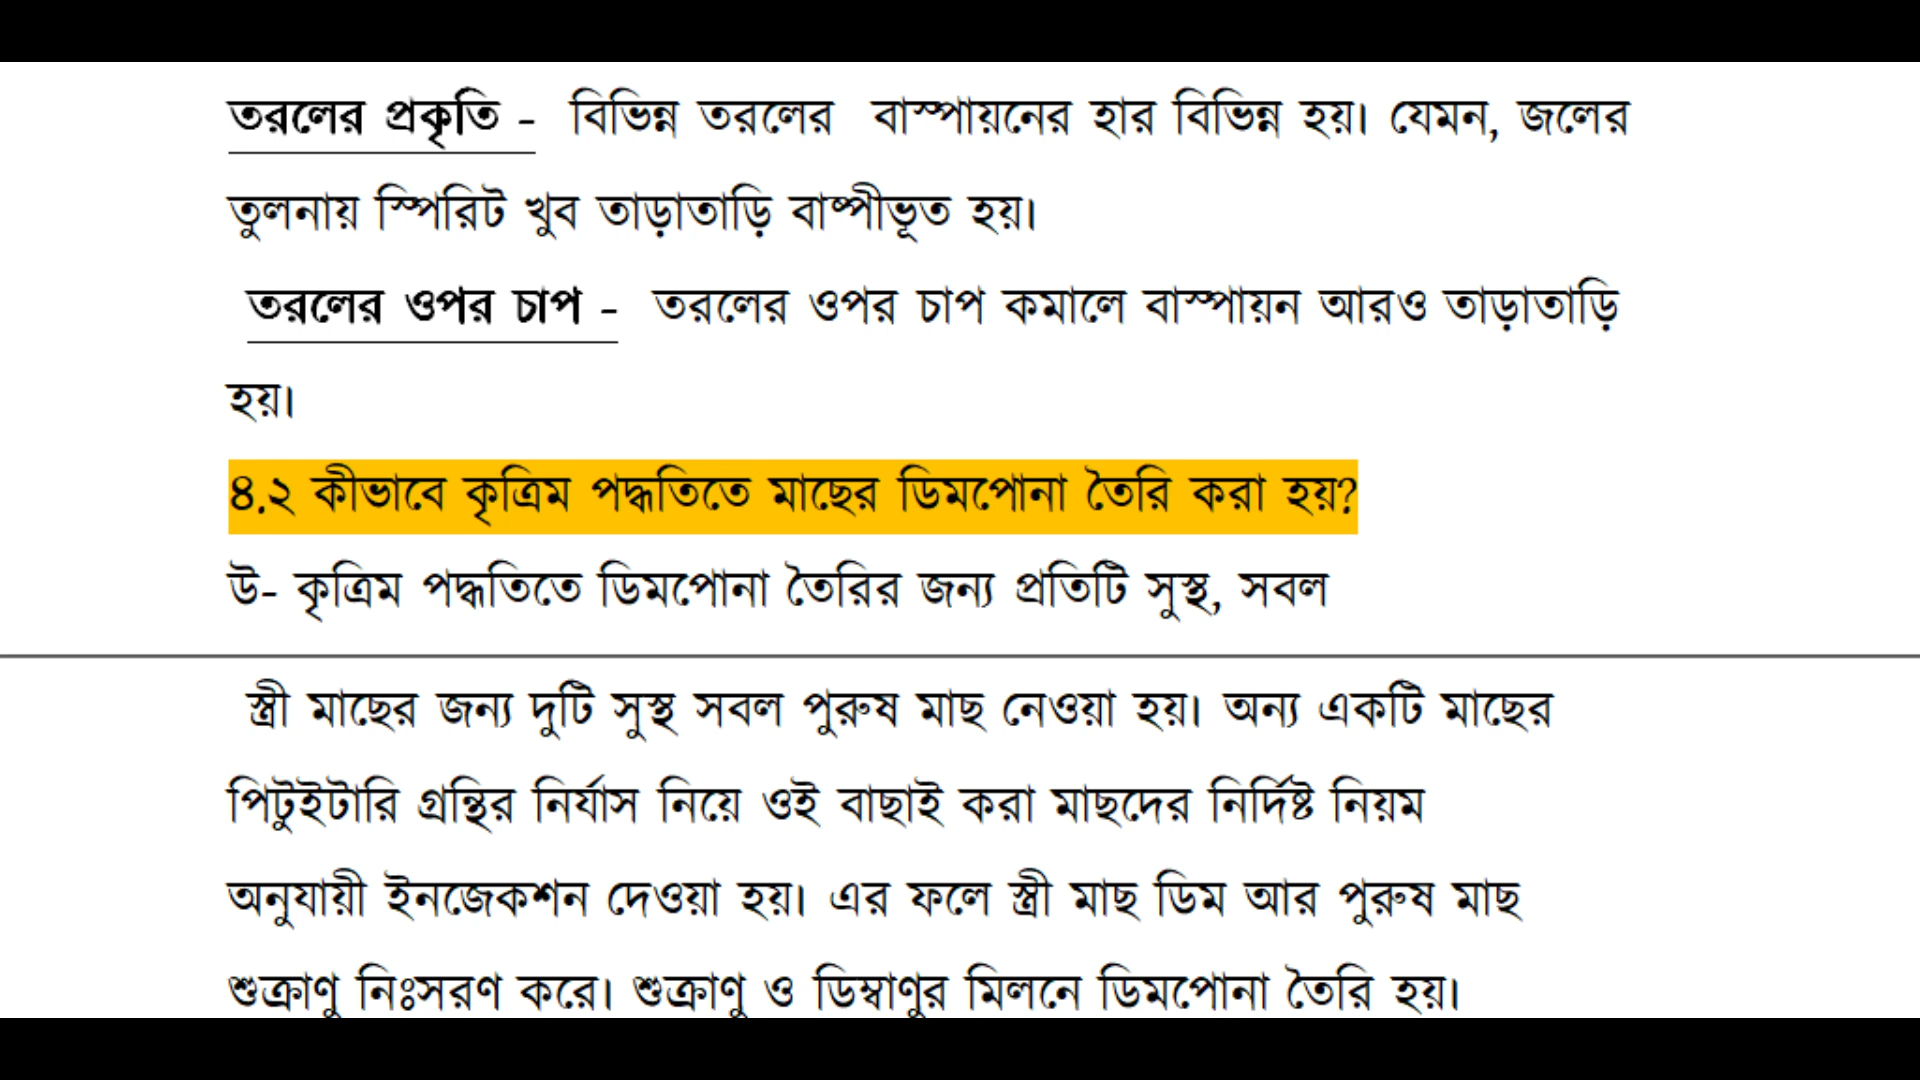 তরলের প্রকৃতি - বিভিন্ন তরলের বাস্পায়নের হার বিভিন্ন হয়। যেমন, জলের
তুলনায় স্পিরিট খুব তাড়াতাড়ি বাষ্পীভূত হয়।
তরলের ওপর চাপ - তরলের ওপর চাপ কমালে বাস্পায়ন আরও তাড়াতাড়ি
হয়।
৪.২ কীভাবে কৃত্রিম পদ্ধতিতে মাছের ডিমপোনা তৈরি করা হয়?
উ- কৃত্রিম পদ্ধতিতে ডিমপোনা তৈরির জন্য প্রতিটি সুস্থ, সবল
স্ত্রী মাছের জন্য দুটি সুস্থ সবল পুরুষ মাছ নেওয়া হয়। অন্য একটি মাছের
পিটুইটারি গ্রন্থির নির্যাস নিয়ে ওই বাছাই করা মাছদের নির্দিষ্ট নিয়ম
অনুযায়ী ইনজেকশন দেওয়া হয়। এর ফলে স্ত্রী মাছ ডিম আর পুরুষ মাছ
শুক্রাণু নিঃসরণ করে। শুক্রাণু ও ডিম্বাণুর মিলনে ডিমপোনা তৈরি হয়।